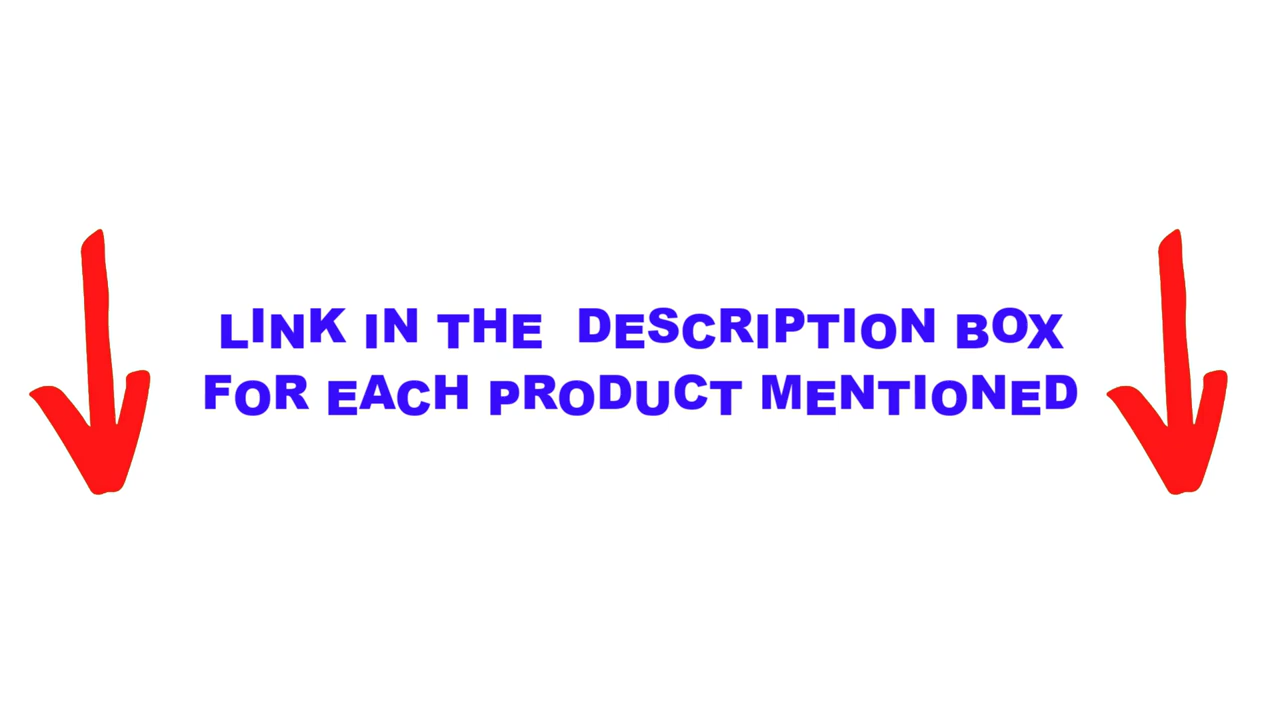 LINK IN THE DESCRIPTION BOX
FOR EACH PRODUCT MENTIONED